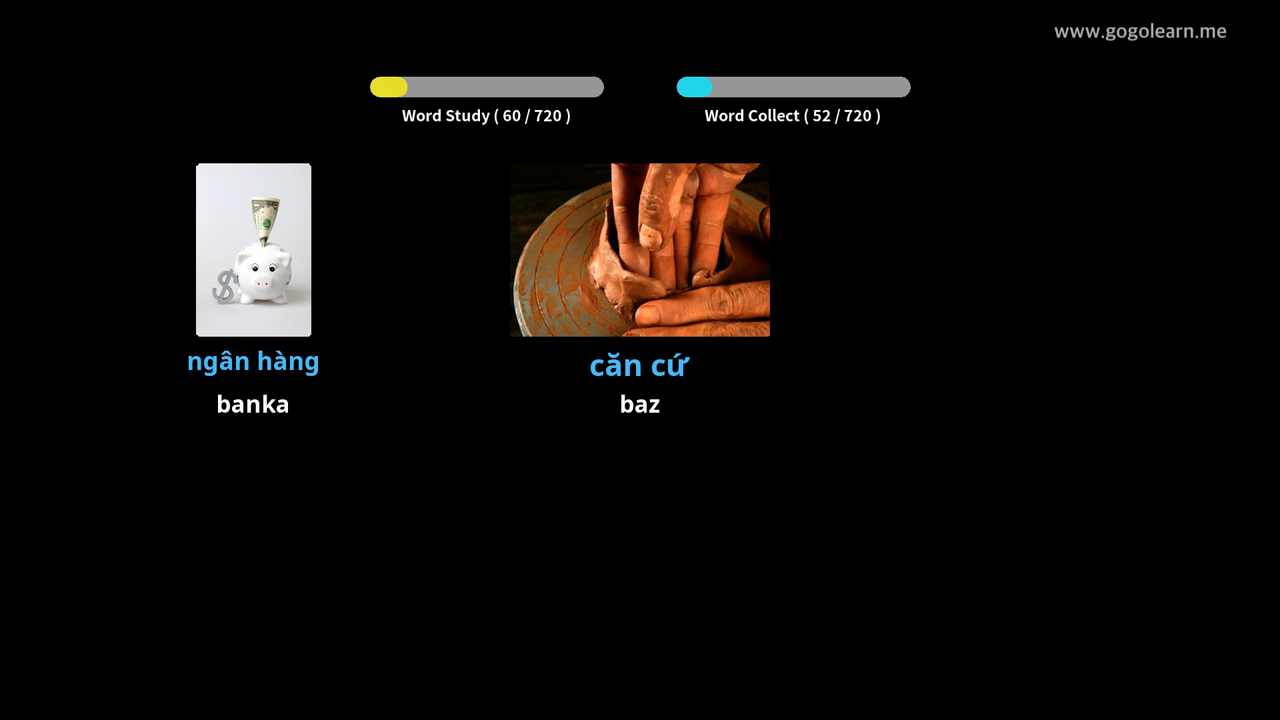 www.gogolearn.me
Word Study ( 60 / 720 )
Word Collect ( 52 / 720 )
ngân hàng
banka
căn cứ
baz